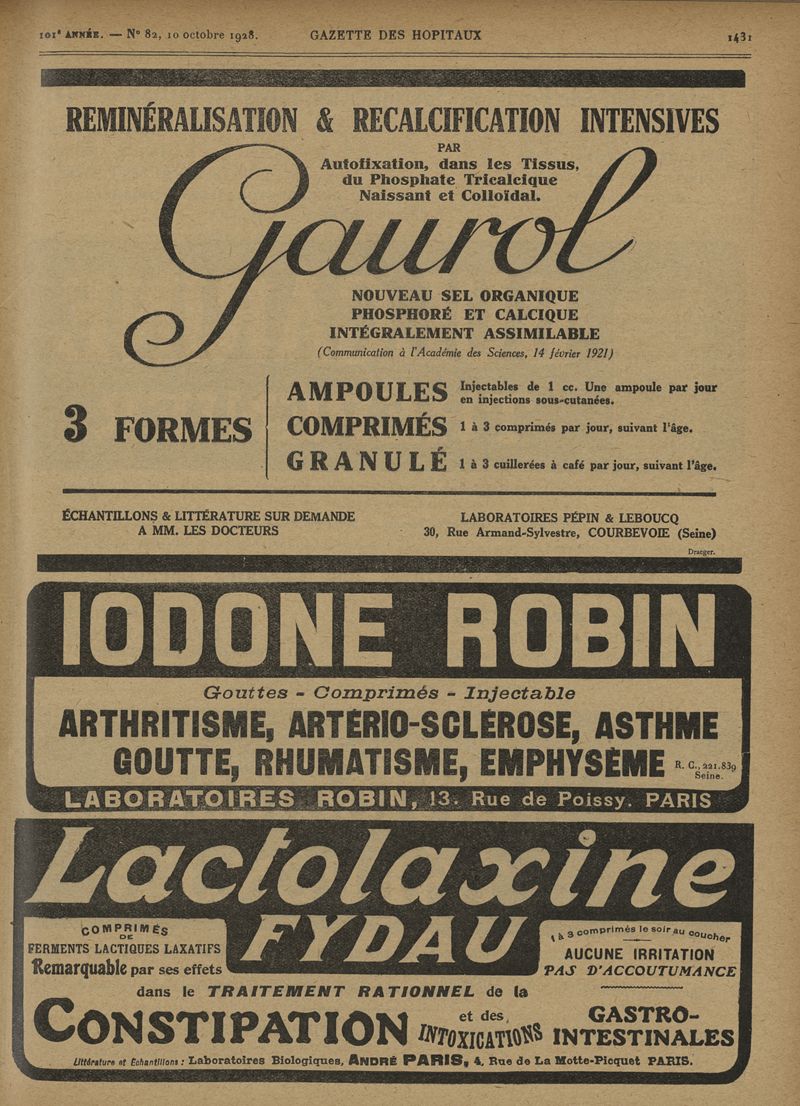 101ᵉ ANNÉE. — N° 82, 10 octobre 1928. GAZETTE DES HOPITAUX 1431
REMINÉRALISATION & RECALCIFICATION INTENSIVES
PAR
Autofixation, dans les Tissus,
du Phosphate Tricalcique
Naissant et Colloïdal.
Gaurol
NOUVEAU SEL ORGANIQUE
PHOSPHORÉ ET CALCIQUE
INTÉGRALEMENT ASSIMILABLE
(Communication à l'Académie des Sciences, 14 février 1921)
3 FORMES
AMPOULES Injectables de 1 cc. Une ampoule par jour
en injections sous-cutanées.
COMPRIMÉS 1 à 3 comprimés par jour, suivant l'âge.
GRANULÉ 1 à 3 cuillerées à café par jour, suivant l'âge.
ÉCHANTILLONS & LITTÉRATURE SUR DEMANDE
A MM. LES DOCTEURS
LABORATOIRES PÉPIN & LEBOUCQ
30, Rue Armand-Sylvestre, COURBEVOIE (Seine)
Draeger.
IODONE ROBIN
Gouttes - Comprimés - Injectable
ARTHRITISME, ARTÉRIO-SCLÉROSE, ASTHME
GOUTTE, RHUMATISME, EMPHYSÈME R. C., 221.839
Seine.
LABORATOIRES ROBIN, 13. Rue de Poissy. PARIS
Lactolaxine
FYDAU
COMPRIMÉS
DE
FERMENTS LACTIQUES LAXATIFS
Remarquable par ses effets
1 à 3 comprimés le soir au coucher
AUCUNE IRRITATION
PAS D'ACCOUTUMANCE
dans le TRAITEMENT RATIONNEL de la
CONSTIPATION et des INTOXICATIONS GASTRO-
INTESTINALES
Littérature et Échantillons : Laboratoires Biologiques, ANDRÉ PARIS, 4, Rue de La Motte-Picquet PARIS.